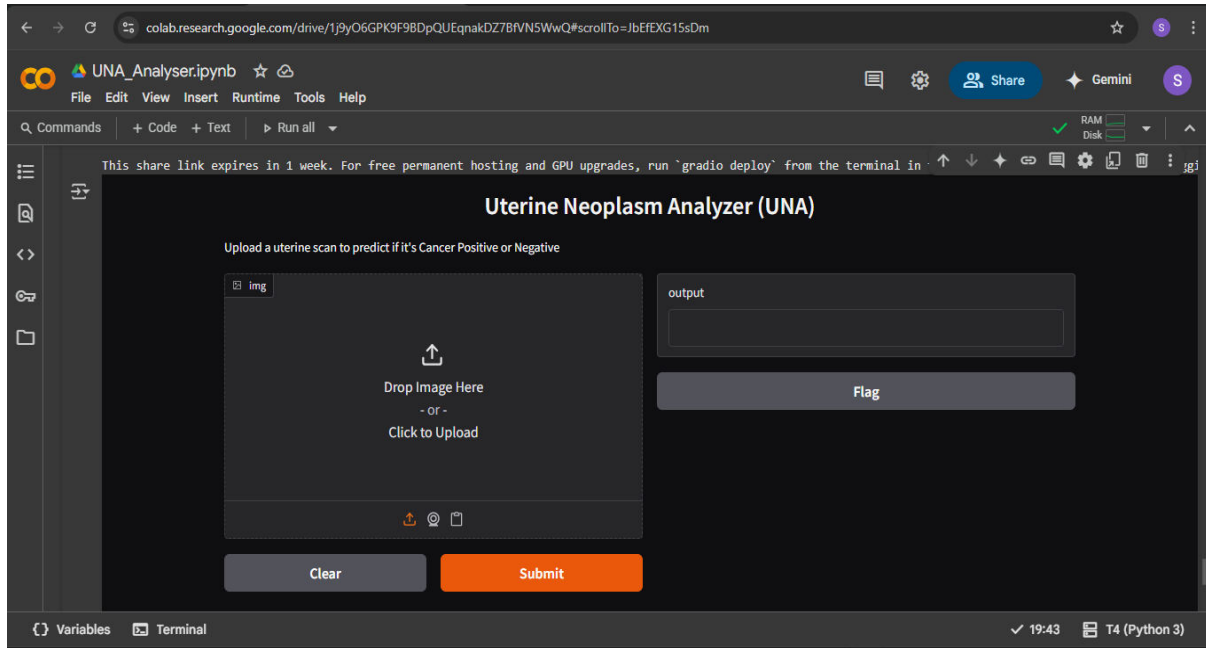 colab.research.google.com/drive/1j9yO6GPK9F9BDpQUEqnakDZ7BfVN5WwQ#scrollTo=JbEfEXG15sDm
S
UNA_Analyser.ipynb
File Edit View Insert Runtime Tools Help
Share
Gemini
S
Commands + Code + Text Run all
RAM
Disk
This share link expires in 1 week. For free permanent hosting and GPU upgrades, run `gradio deploy` from the terminal in
Uterine Neoplasm Analyzer (UNA)
Upload a uterine scan to predict if it's Cancer Positive or Negative
img
Drop Image Here
- or -
Click to Upload
Clear
Submit
output
Flag
{} Variables Terminal
19:43 T4 (Python 3)